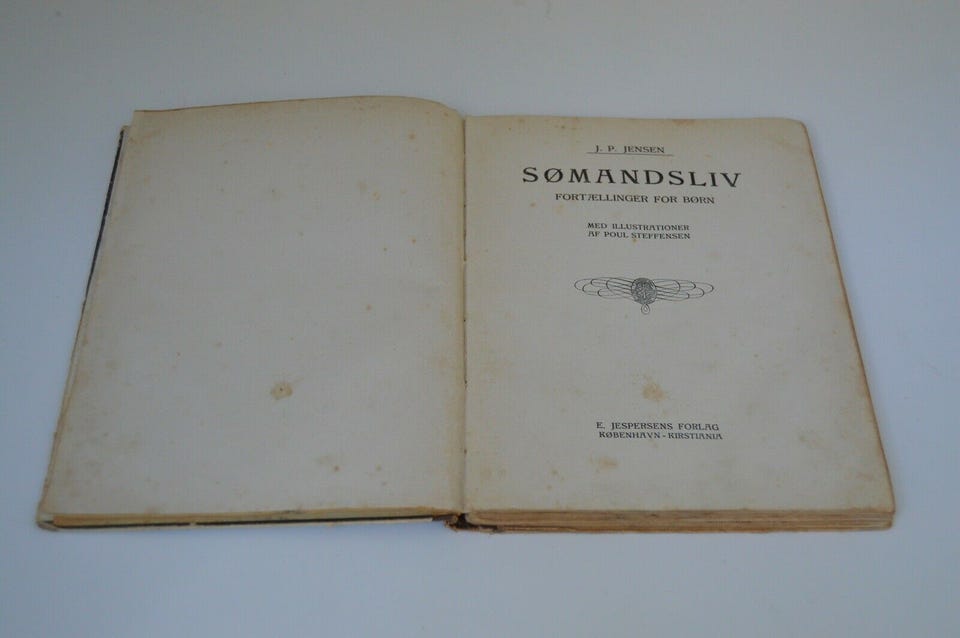 J. P. JENSEN
SØMANDSLIV
FORTÆLLINGER FOR BØRN
MED ILLUSTRATIONER
AF POUL STEFFENSEN
E. JESPERSENS FORLAG
KØBENHAVN - KIRSTIANIA